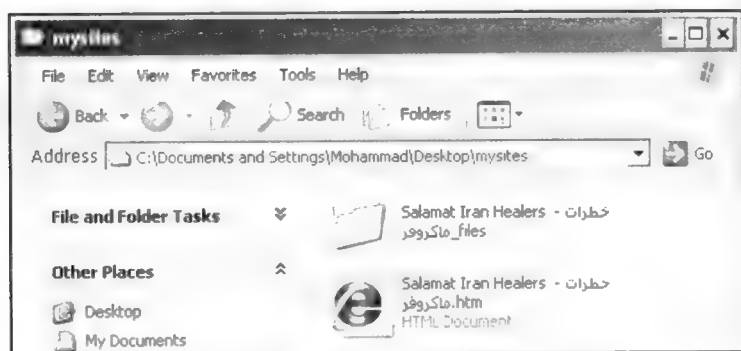 mysites
File Edit View Favorites Tools Help
Back Search Folders
Address C:\Documents and Settings\Mohammad\Desktop\mysites Go
File and Folder Tasks
Other Places
Desktop
My Documents
Salamat Iran Healers - خطرات
ماکروفر_files
Salamat Iran Healers - خطرات
ماکروفر.htm
HTML Document